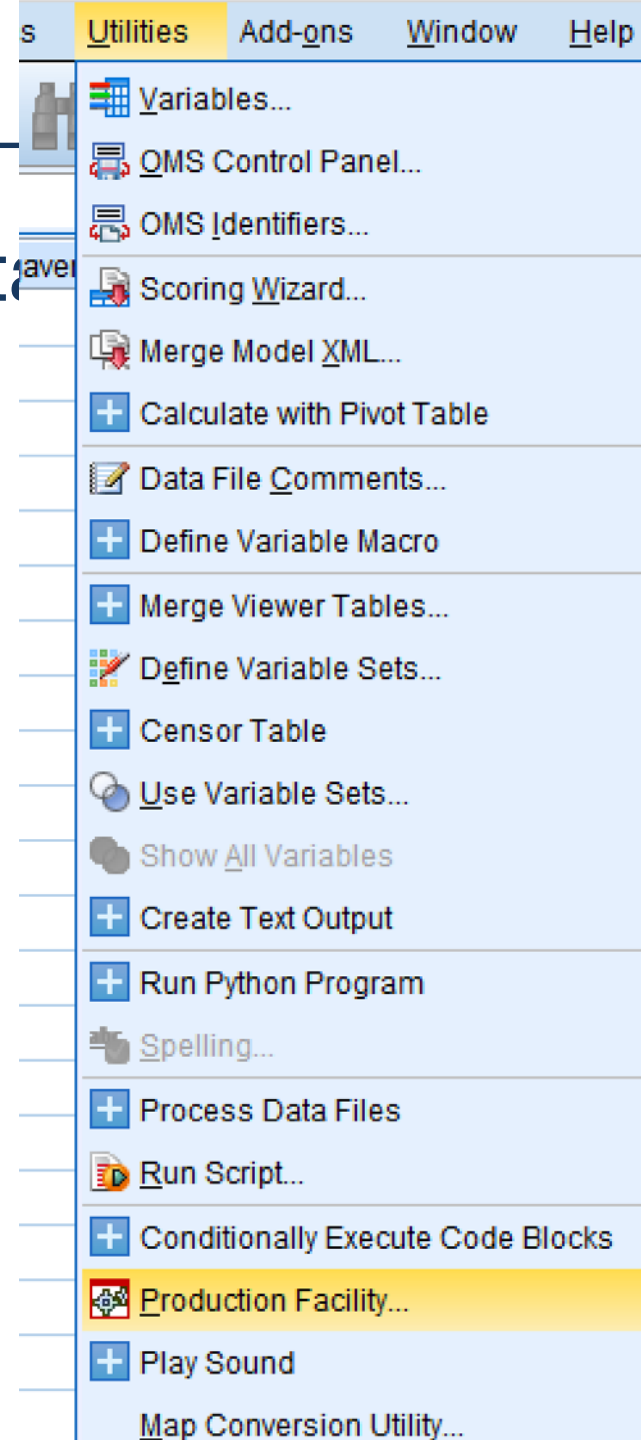 s Utilities Add-ons Window Help
Variables...
OMS Control Panel...
OMS Identifiers...
Scoring Wizard...
Merge Model XML...
Calculate with Pivot Table
Data File Comments...
Define Variable Macro
Merge Viewer Tables...
Define Variable Sets...
Censor Table
Use Variable Sets...
Show All Variables
Create Text Output
Run Python Program
Spelling...
Process Data Files
Run Script...
Conditionally Execute Code Blocks
Production Facility...
Play Sound
Map Conversion Utility...